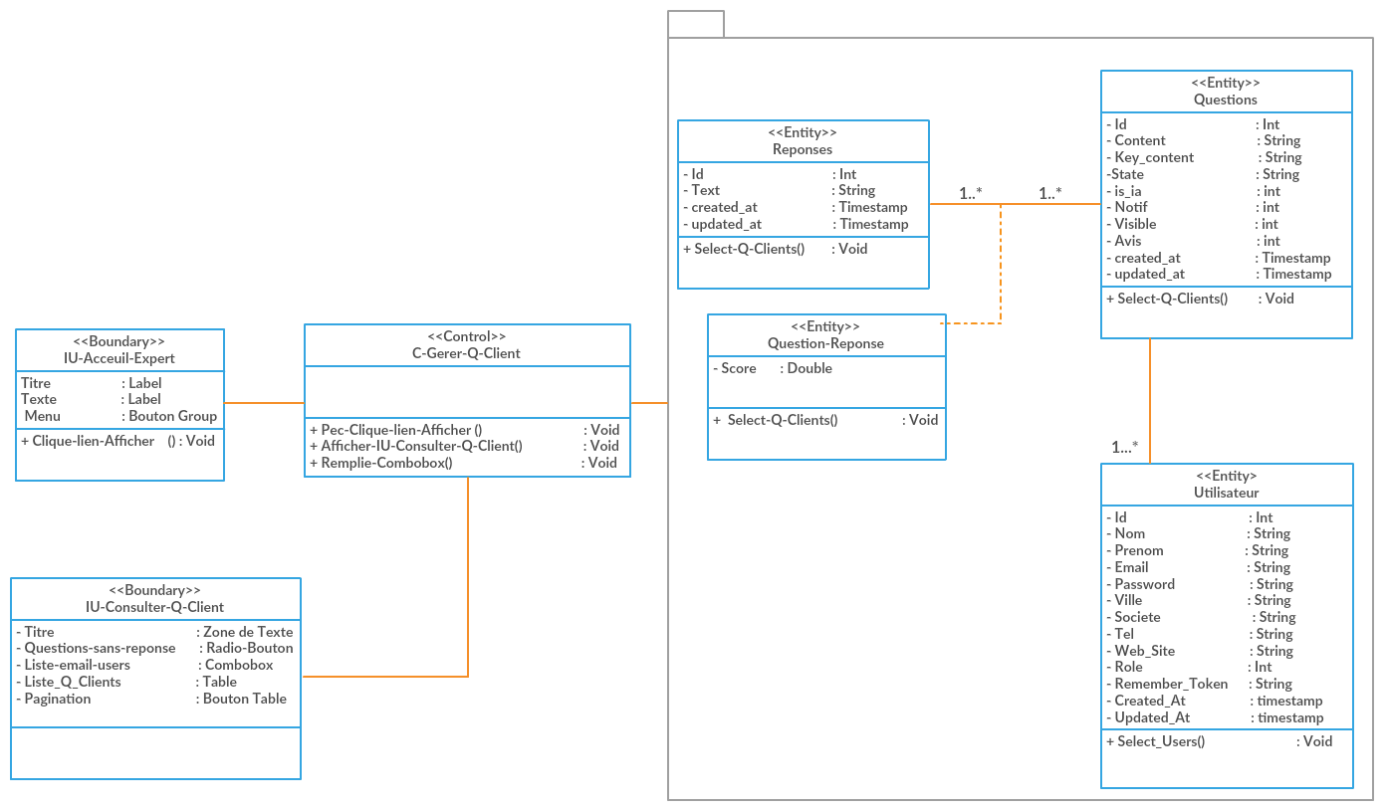 <<Boundary>>
IU-Acceuil-Expert
Titre : Label
Texte : Label
Menu : Bouton Group
+ Clique-lien-Afficher () : Void
<<Control>>
C-Gerer-Q-Client
+ Pec-Clique-lien-Afficher () : Void
+ Afficher-IU-Consulter-Q-Client() : Void
+ Remplie-Combobox() : Void
<<Boundary>>
IU-Consulter-Q-Client
- Titre : Zone de Texte
- Questions-sans-reponse : Radio-Bouton
- Liste-email-users : Combobox
- Liste_Q_Clients : Table
- Pagination : Bouton Table
<<Entity>>
Reponses
- Id : Int
- Text : String
- created_at : Timestamp
- updated_at : Timestamp
+ Select-Q-Clients() : Void
1..* 1..*
<<Entity>>
Question-Reponse
- Score : Double
+ Select-Q-Clients() : Void
<<Entity>>
Questions
- Id : Int
- Content : String
- Key_content : String
-State : String
- is_ia : int
- Notif : int
- Visible : int
- Avis : int
- created_at : Timestamp
- updated_at : Timestamp
+ Select-Q-Clients() : Void
1...*
<<Entity>
Utilisateur
- Id : Int
- Nom : String
- Prenom : String
- Email : String
- Password : String
- Ville : String
- Societe : String
- Tel : String
- Web_Site : String
- Role : Int
- Remember_Token : String
- Created_At : timestamp
- Updated_At : timestamp
+ Select_Users() : Void